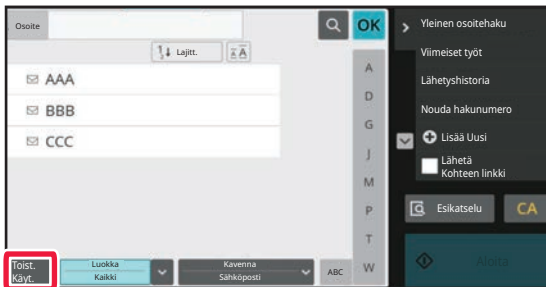 Osoite
OK
Lajitt.
AAA
BBB
CCC
A
D
G
J
M
P
T
W
Toist.
Käyt.
Luokka
Kaikki
Kavenna
Sähköposti
ABC
Yleinen osoitehaku
Viimeiset työt
Lähetyshistoria
Nouda hakunumero
Lisää Uusi
Lähetä
Kohteen linkki
Esikatselu
CA
Aloita